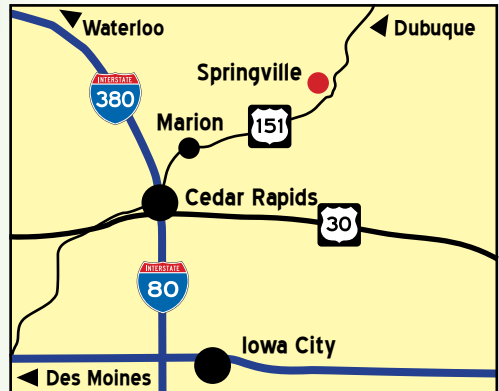 Waterloo
Dubuque
Springville
INTERSTATE
380
Marion
151
Cedar Rapids
30
INTERSTATE
80
Iowa City
Des Moines